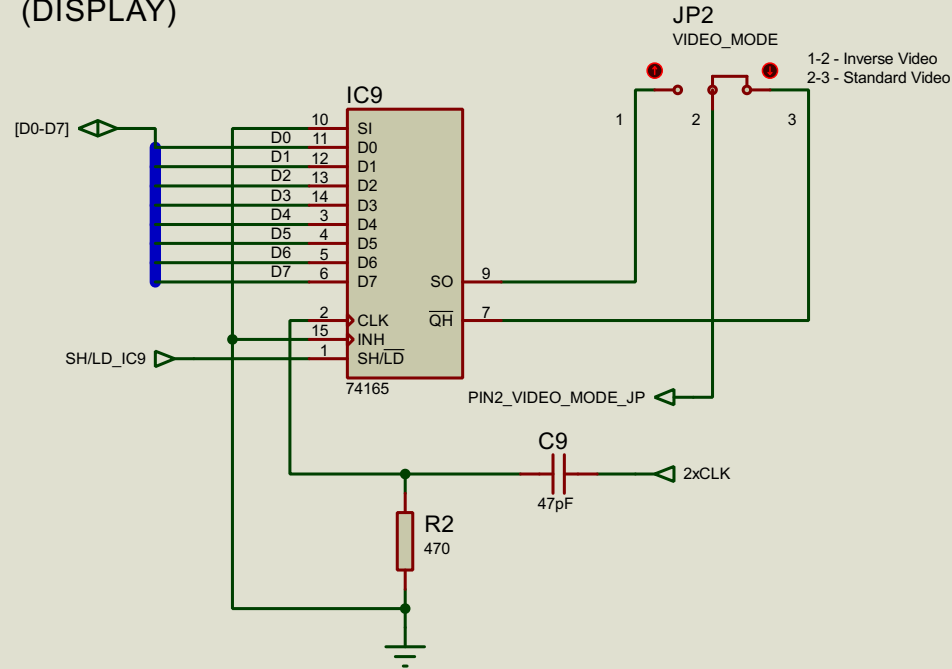 (DISPLAY)
JP2
VIDEO_MODE
1-2 - Inverse Video
2-3 - Standard Video
1
2
3
IC9
[D0-D7]
10 SI
D0 11 D0
D1 12 D1
D2 13 D2
D3 14 D3
D4 3 D4
D5 4 D5
D6 5 D6
D7 6 D7
SO 9
QH 7
2 CLK
15 INH
SH/LD_IC9 1 SH/LD
74165
PIN2_VIDEO_MODE_JP
C9
47pF
2xCLK
R2
470